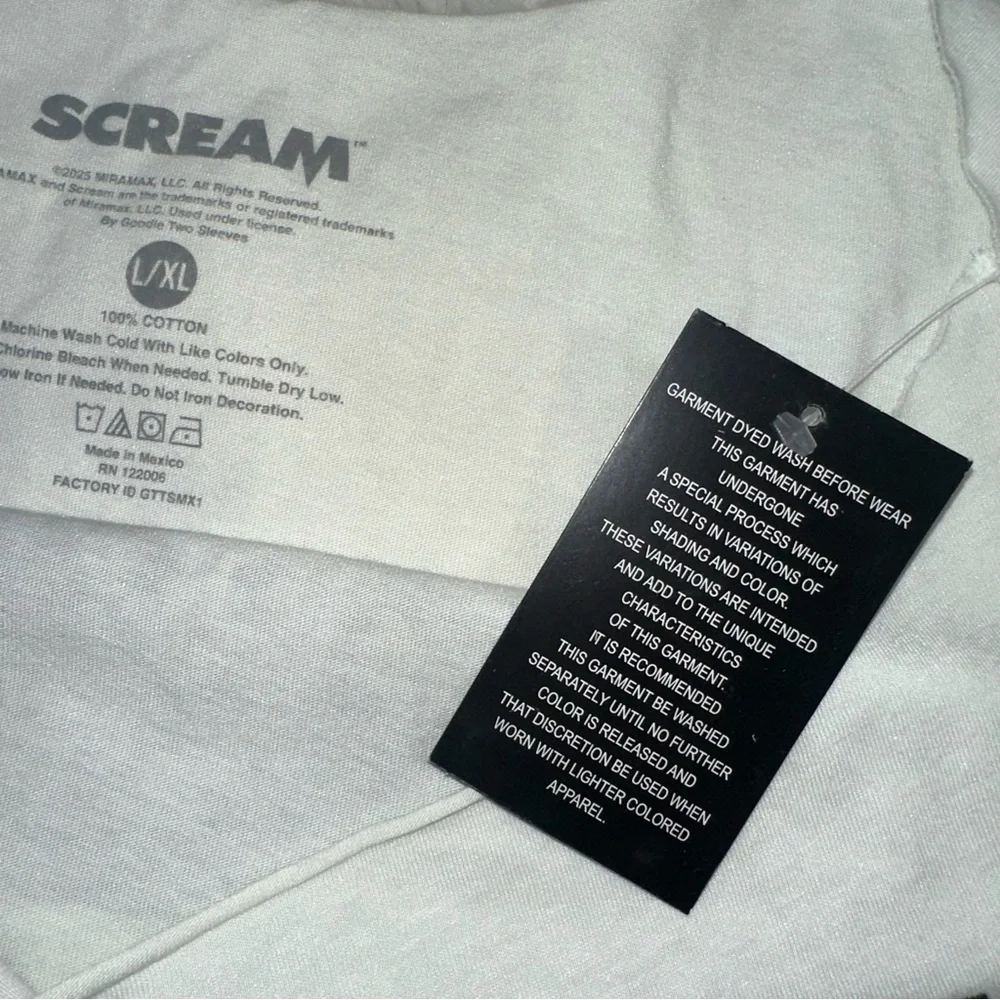 SCREAM™
©2025 MIRAMAX, LLC. All Rights Reserved.
AMAX and Scream are the trademarks or registered trademarks
of Miramax, LLC. Used under license.
By Goodie Two Sleeves
L/XL
100% COTTON
Machine Wash Cold With Like Colors Only.
Chlorine Bleach When Needed. Tumble Dry Low.
ow Iron If Needed. Do Not Iron Decoration.
Made in Mexico
RN 122006
FACTORY ID GTTSMX1
GARMENT DYED WASH BEFORE WEAR
THIS GARMENT HAS
UNDERGONE
A SPECIAL PROCESS WHICH
RESULTS IN VARIATIONS OF
SHADING AND COLOR.
THESE VARIATIONS ARE INTENDED
AND ADD TO THE UNIQUE
CHARACTERISTICS
OF THIS GARMENT.
IT IS RECOMMENDED
THIS GARMENT BE WASHED
SEPARATELY UNTIL NO FURTHER
COLOR IS RELEASED AND
THAT DISCRETION BE USED WHEN
WORN WITH LIGHTER COLORED
APPAREL.